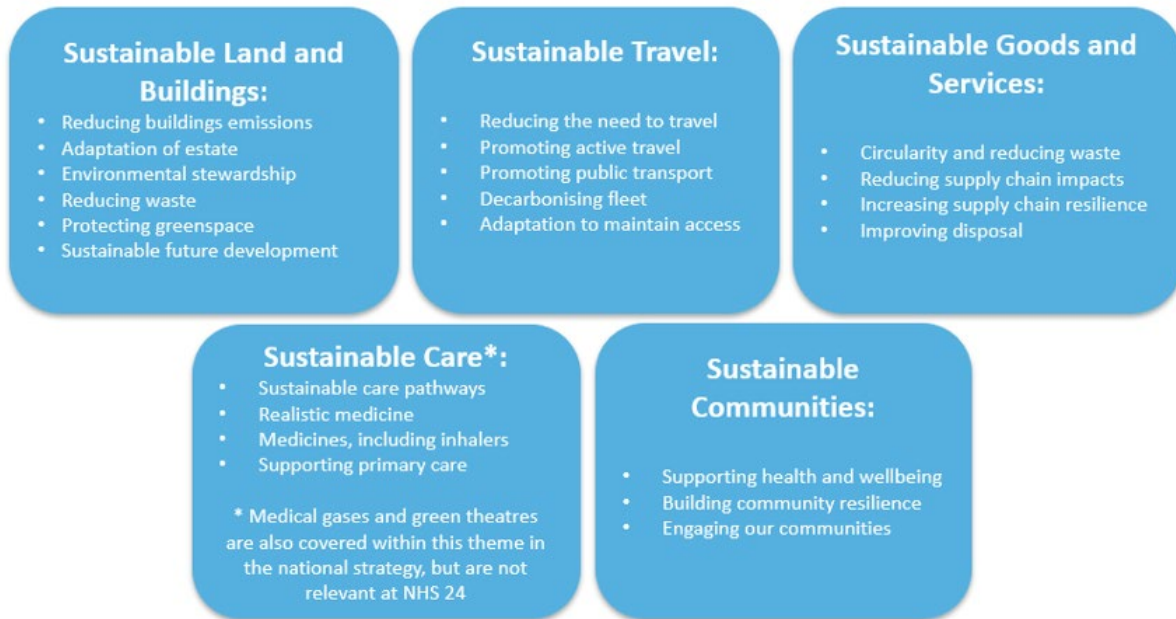 Sustainable Land and
Buildings:
• Reducing buildings emissions
• Adaptation of estate
• Environmental stewardship
• Reducing waste
• Protecting greenspace
• Sustainable future development
Sustainable Travel:
• Reducing the need to travel
• Promoting active travel
• Promoting public transport
• Decarbonising fleet
• Adaptation to maintain access
Sustainable Goods and
Services:
• Circularity and reducing waste
• Reducing supply chain impacts
• Increasing supply chain resilience
• Improving disposal
Sustainable Care*:
• Sustainable care pathways
• Realistic medicine
• Medicines, including inhalers
• Supporting primary care
* Medical gases and green theatres
are also covered within this theme in
the national strategy, but are not
relevant at NHS 24
Sustainable
Communities:
• Supporting health and wellbeing
• Building community resilience
• Engaging our communities